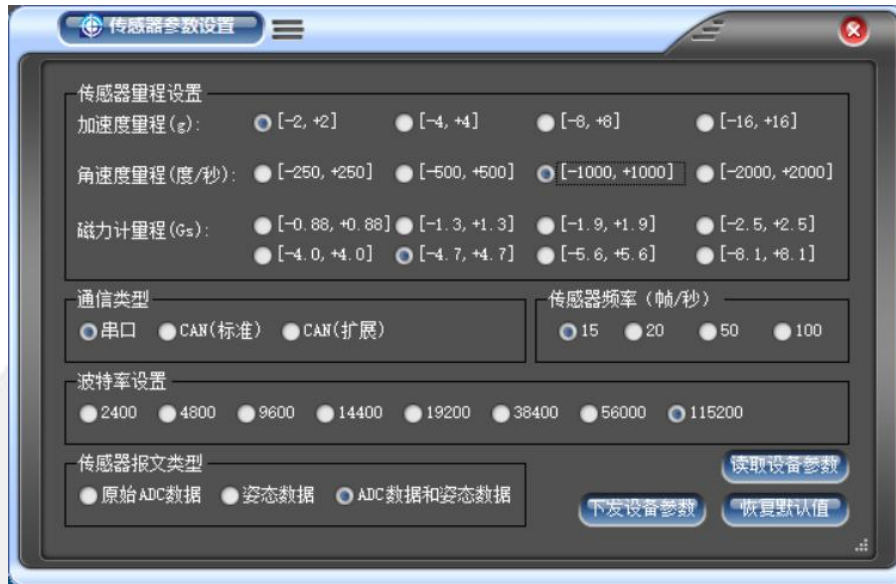 传感器参数设置
传感器量程设置
加速度量程(g): [-2, +2] [-4, +4] [-8, +8] [-16, +16]
角速度量程(度/秒): [-250, +250] [-500, +500] [-1000, +1000] [-2000, +2000]
磁力计量程(Gs): [-0.88, +0.88] [-1.3, +1.3] [-1.9, +1.9] [-2.5, +2.5]
[-4.0, +4.0] [-4.7, +4.7] [-5.6, +5.6] [-8.1, +8.1]
通信类型
串口 CAN(标准) CAN(扩展)
传感器频率（帧/秒）
15 20 50 100
波特率设置
2400 4800 9600 14400 19200 38400 56000 115200
传感器报文类型
原始ADC数据 姿态数据 ADC数据和姿态数据
读取设备参数
下发设备参数 恢复默认值